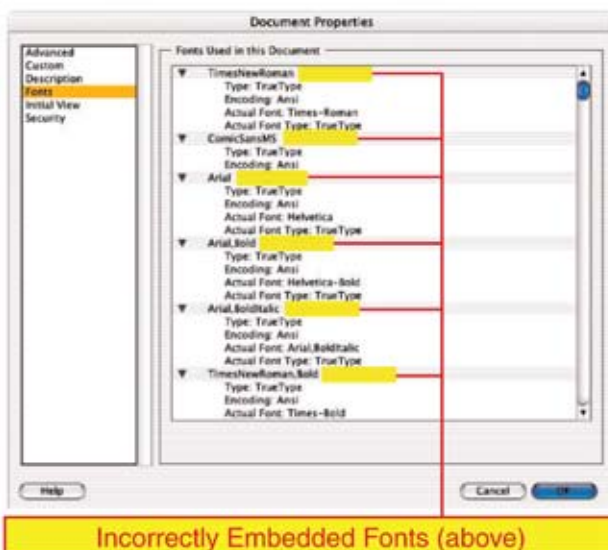 Document Properties
Advanced
Custom
Description
Fonts
Initial View
Security
Fonts Used in this Document
TimesNewRoman
Type: TrueType
Encoding: Ansi
Actual Font: Times-Roman
Actual Font Type: TrueType
ComicSansMS
Type: TrueType
Encoding: Ansi
Arial
Type: TrueType
Encoding: Ansi
Actual Font: Helvetica
Actual Font Type: TrueType
Arial,Bold
Type: TrueType
Encoding: Ansi
Actual Font: Helvetica-Bold
Actual Font Type: TrueType
Arial,BoldItalic
Type: TrueType
Encoding: Ansi
Actual Font: Arial,BoldItalic
Actual Font Type: TrueType
TimesNewRoman,Bold
Type: TrueType
Encoding: Ansi
Actual Font: Times-Bold
Help
Cancel
OK
Incorrectly Embedded Fonts (above)